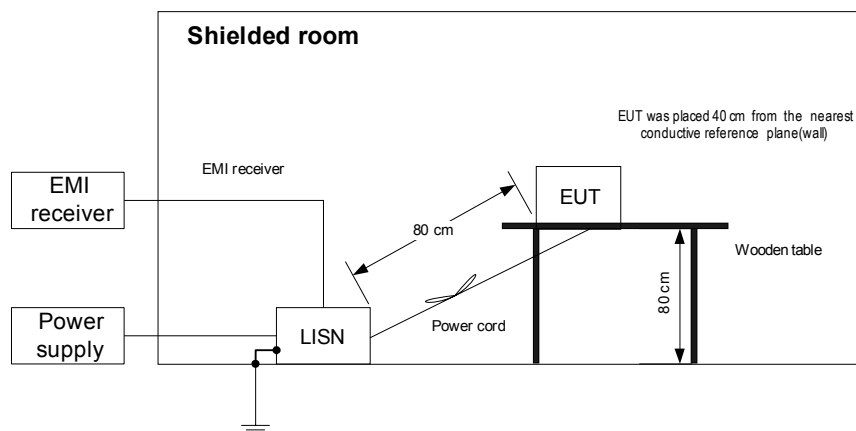 Shielded room
EUT was placed 40 cm from the nearest
conductive reference plane(wall)
EMI receiver
EMI
receiver
EUT
80 cm
Wooden table
80 cm
Power cord
Power
supply
LISN